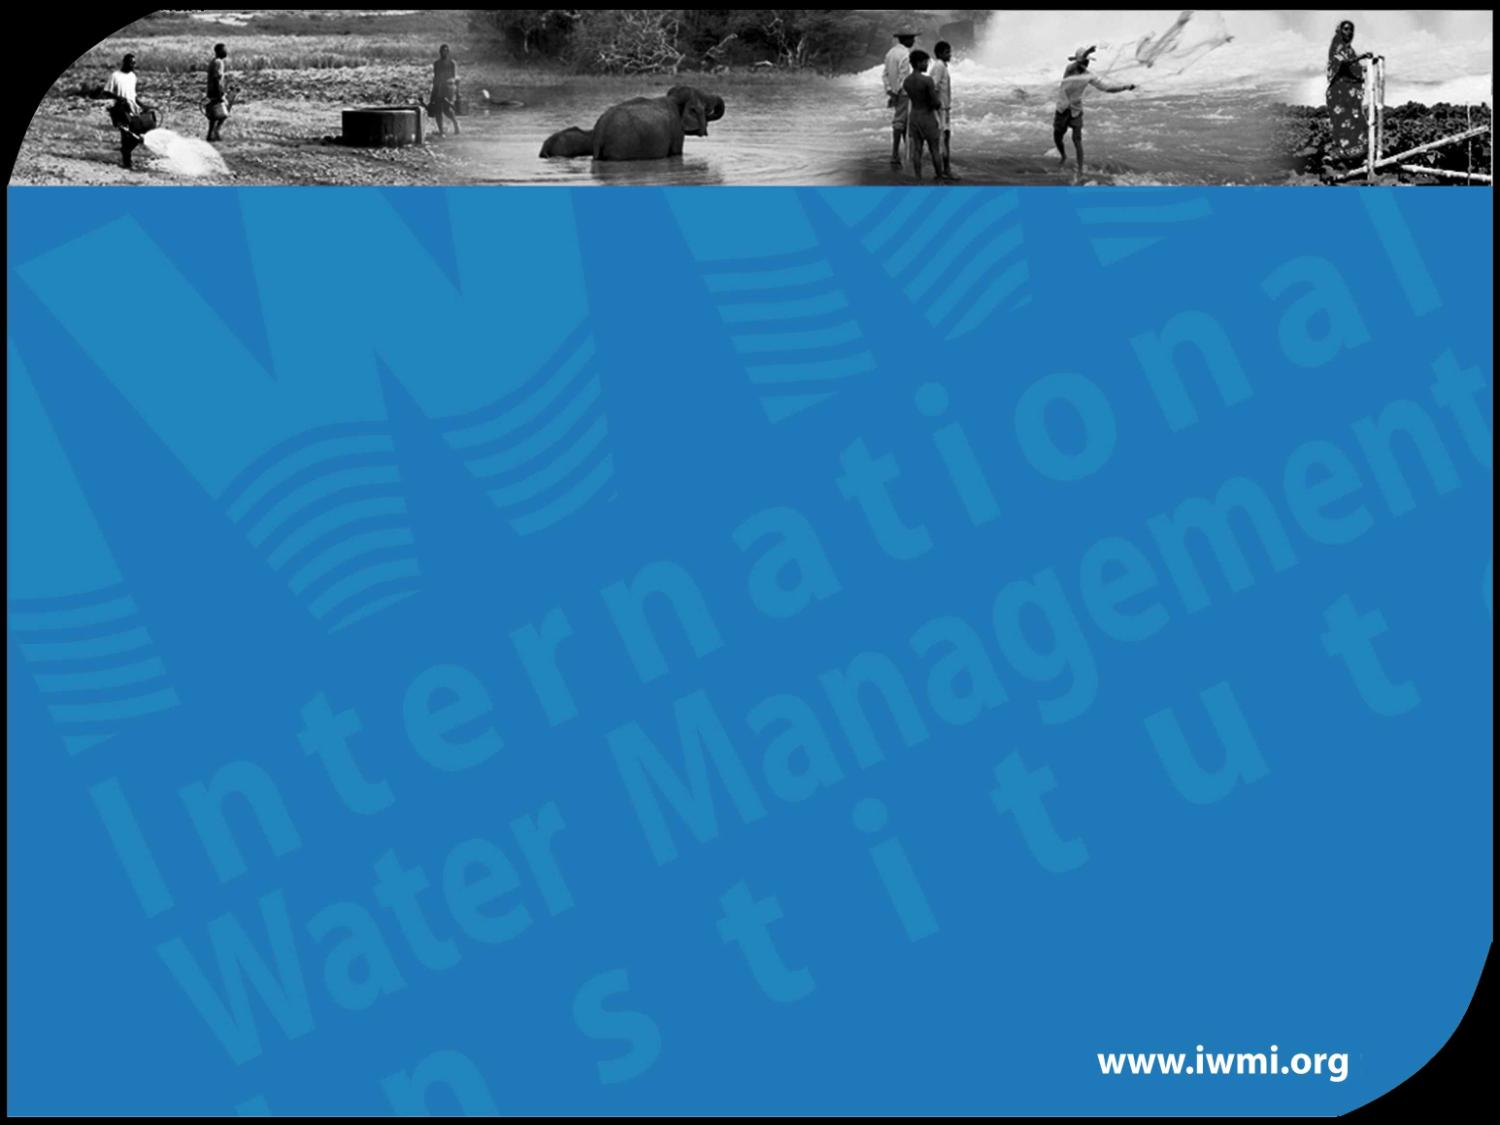 International
Water Management
Institute
www.iwmi.org